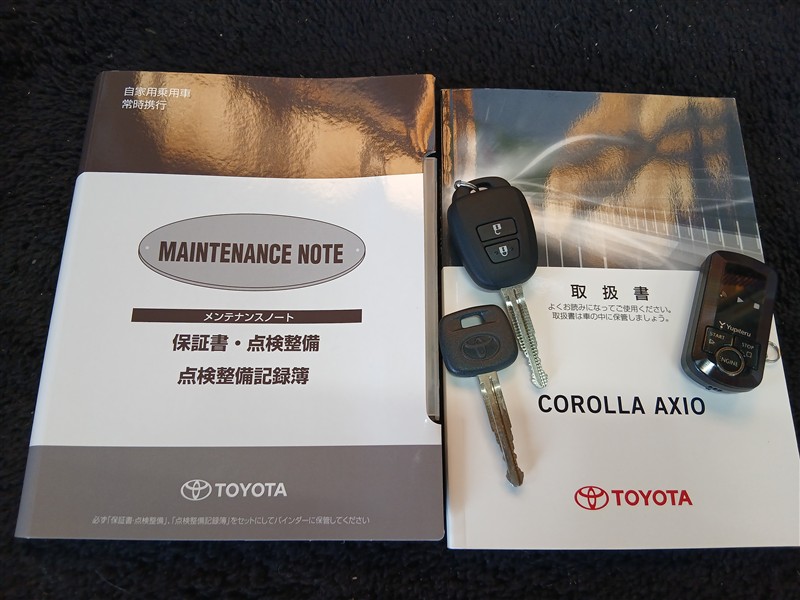 自家用乗用車
常時携行
MAINTENANCE NOTE
メンテナンスノート
保証書・点検整備
点検整備記録簿
TOYOTA
必ず「保証書・点検整備」、「点検整備記録簿」をセットにしてバインダーに保管してください
取扱書
よくお読みになってご使用ください。
取扱書は車の中に保管しましょう。
COROLLA AXIO
TOYOTA
Yupiteru
START
STOP
ENGINE